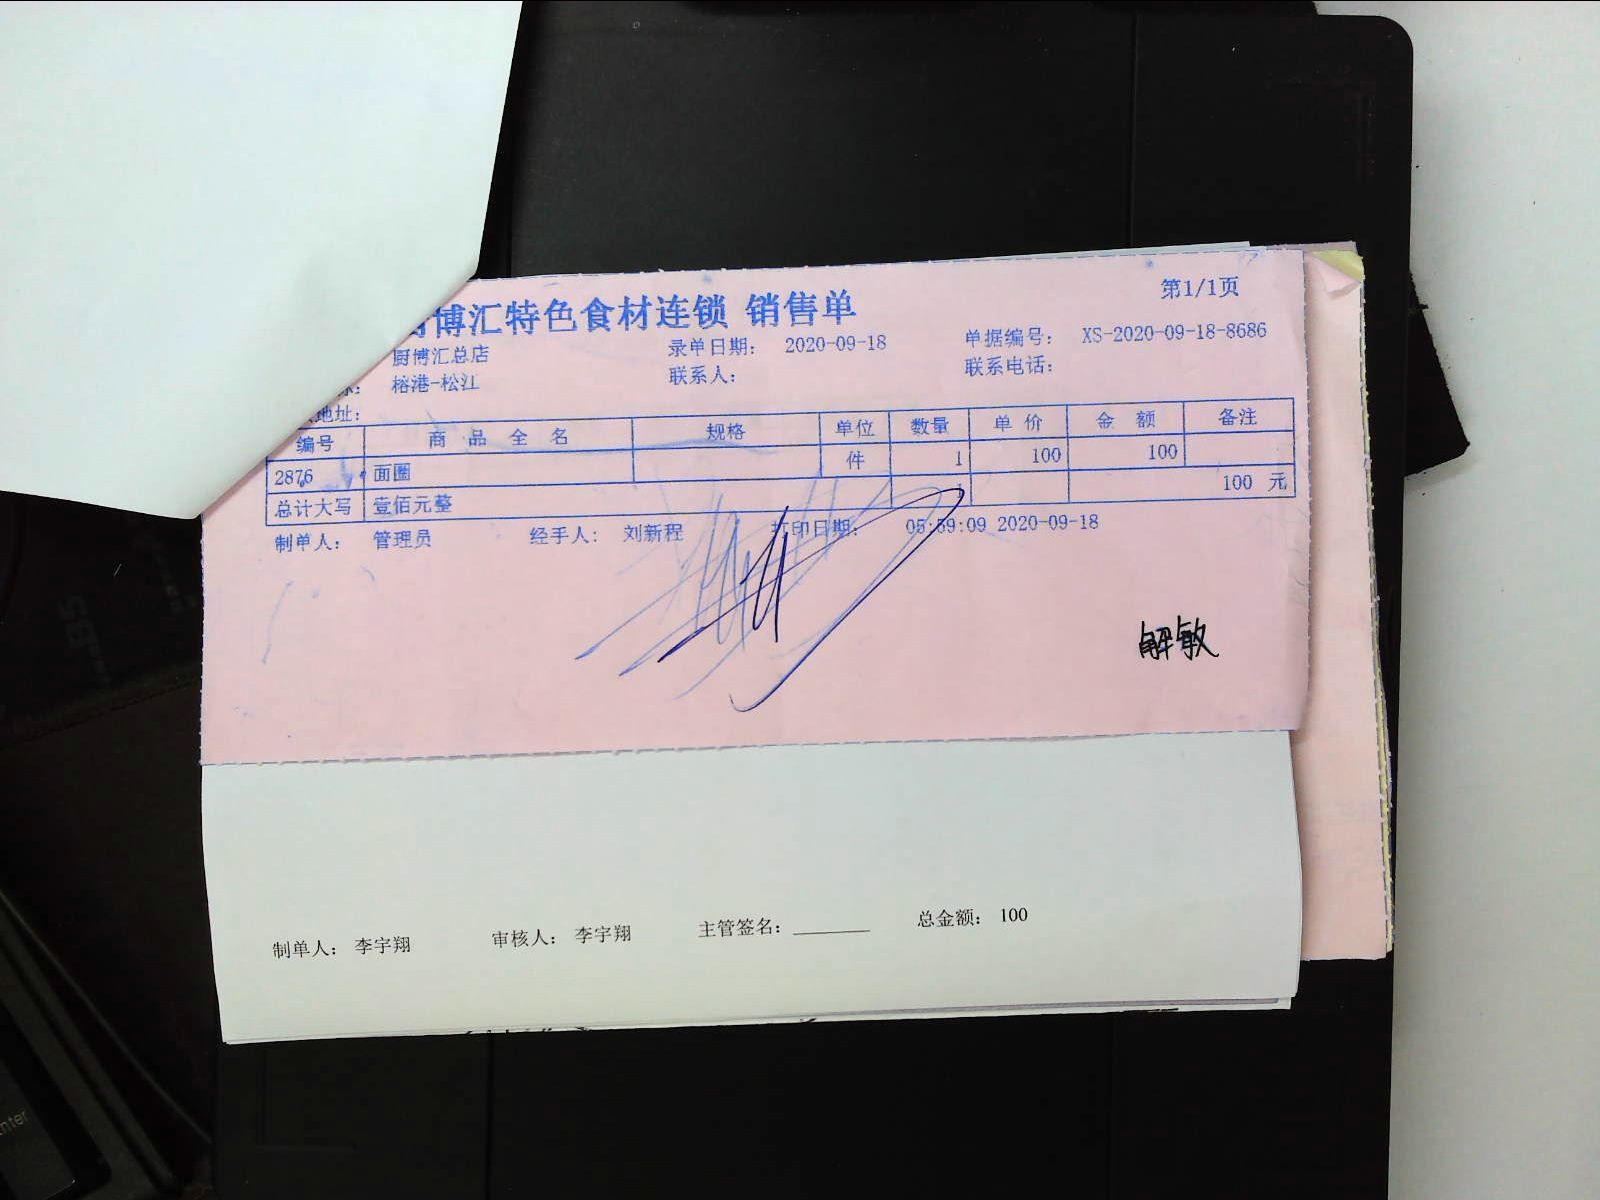 博汇特色食材连锁 销售单
第1/1页
厨博汇总店 录单日期： 2020-09-18 单据编号： XS-2020-09-18-8686
榕港-松江 联系人： 联系电话：
地址：
编号 商品全名 规格 单位 数量 单价 金额 备注
2876 面圈 件 1 100 100
总计大写 壹佰元整 1 100 元
制单人： 管理员 经手人： 刘新程 打印日期： 05:59:09 2020-09-18
解敏
制单人： 李宇翔 审核人： 李宇翔 主管签名：_______ 总金额： 100